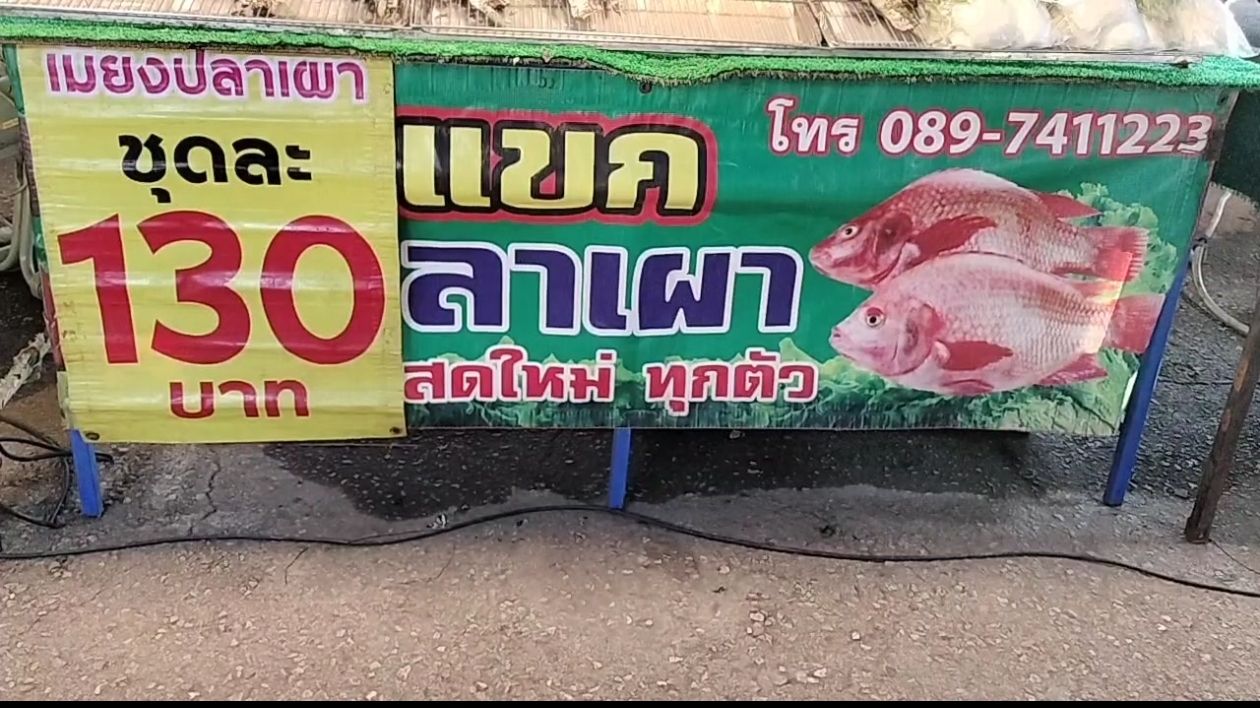 เมี่ยงปลาเผา
ชุดละ
130
บาท
แขค
ลาเผา
สดใหม่ ทุกตัว
โทร 089-7411223